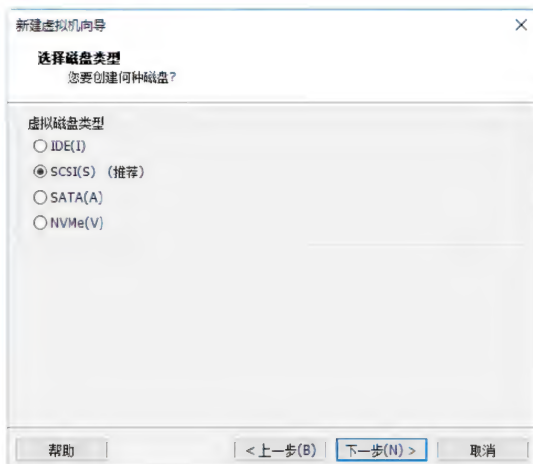 新建虚拟机向导
选择磁盘类型
您要创建何种磁盘?
虚拟磁盘类型
IDE(I)
SCSI(S) (推荐)
SATA(A)
NVMe(V)
帮助 < 上一步(B) 下一步(N) > 取消